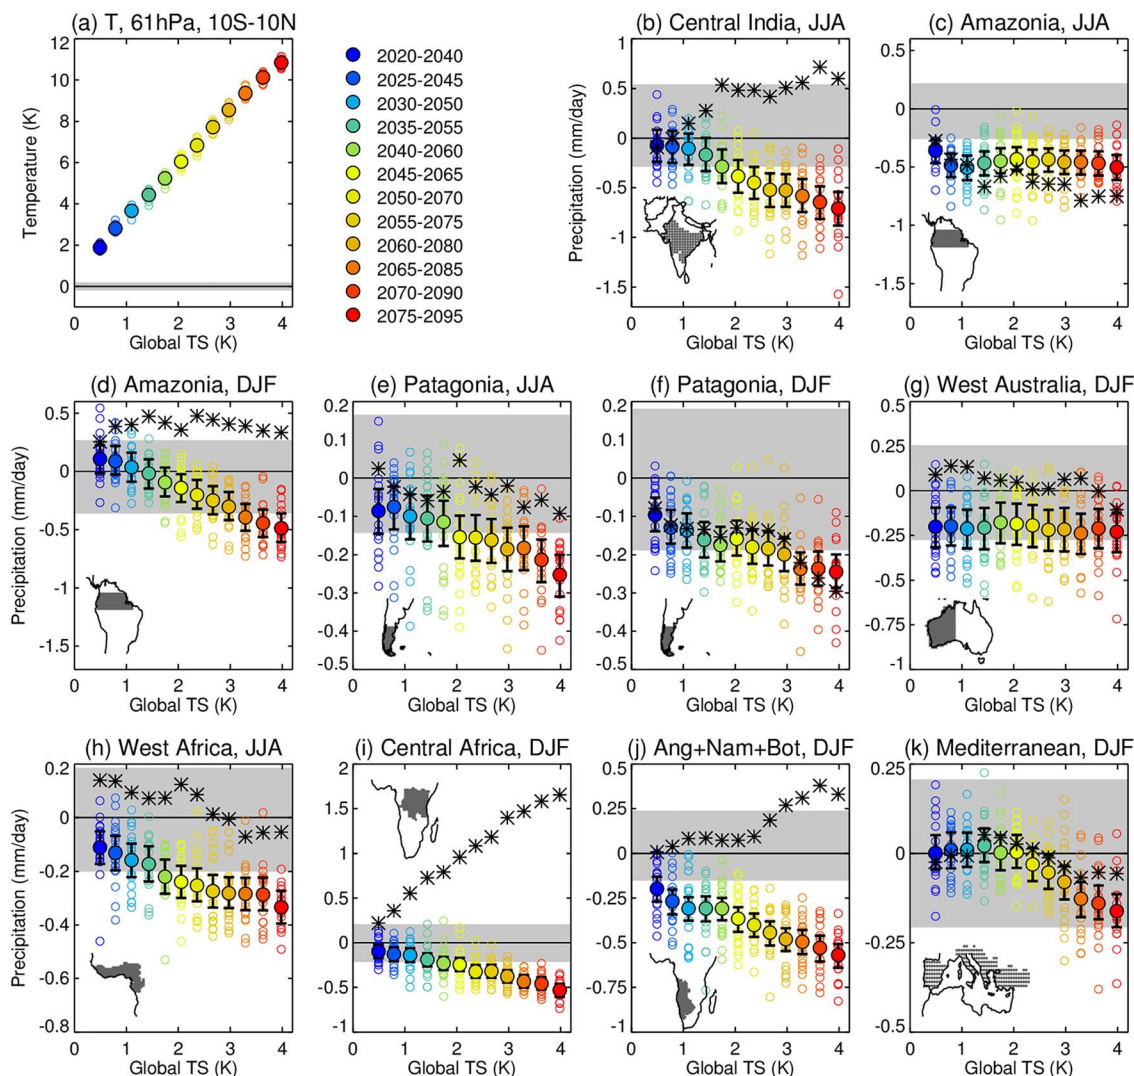 (a) T, 61hPa, 10S-10N
12
10
8
6
4
2
0
Temperature (K)
0 1 2 3 4
Global TS (K)
2020-2040
2025-2045
2030-2050
2035-2055
2040-2060
2045-2065
2050-2070
2055-2075
2060-2080
2065-2085
2070-2090
2075-2095
(b) Central India, JJA
1
0.5
0
-0.5
-1
-1.5
Precipitation (mm/day)
0 1 2 3 4
Global TS (K)
(c) Amazonia, JJA
0.5
0
-0.5
-1
-1.5
0 1 2 3 4
Global TS (K)
(d) Amazonia, DJF
0.5
0
-0.5
-1
-1.5
Precipitation (mm/day)
0 1 2 3 4
Global TS (K)
(e) Patagonia, JJA
0.2
0.1
0
-0.1
-0.2
-0.3
-0.4
-0.5
0 1 2 3 4
Global TS (K)
(f) Patagonia, DJF
0.2
0.1
0
-0.1
-0.2
-0.3
-0.4
-0.5
0 1 2 3 4
Global TS (K)
(g) West Australia, DJF
0.5
0.25
0
-0.25
-0.5
-0.75
-1
0 1 2 3 4
Global TS (K)
(h) West Africa, JJA
0.2
0
-0.2
-0.4
-0.6
-0.8
Precipitation (mm/day)
0 1 2 3 4
Global TS (K)
(i) Central Africa, DJF
2
1.5
1
0.5
0
-0.5
-1
0 1 2 3 4
Global TS (K)
(j) Ang+Nam+Bot, DJF
0.5
0.25
0
-0.25
-0.5
-0.75
-1
0 1 2 3 4
Global TS (K)
(k) Mediterranean, DJF
0.25
0
-0.25
-0.5
0 1 2 3 4
Global TS (K)